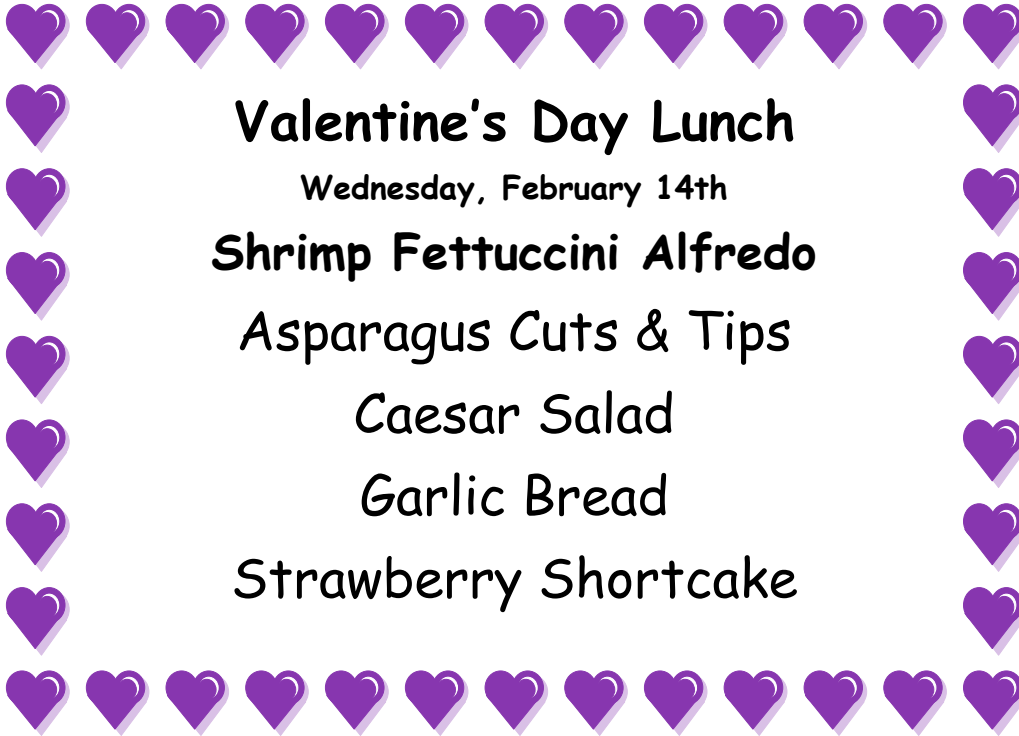 Valentine’s Day Lunch
Wednesday, February 14th
Shrimp Fettuccini Alfredo
Asparagus Cuts & Tips
Caesar Salad
Garlic Bread
Strawberry Shortcake